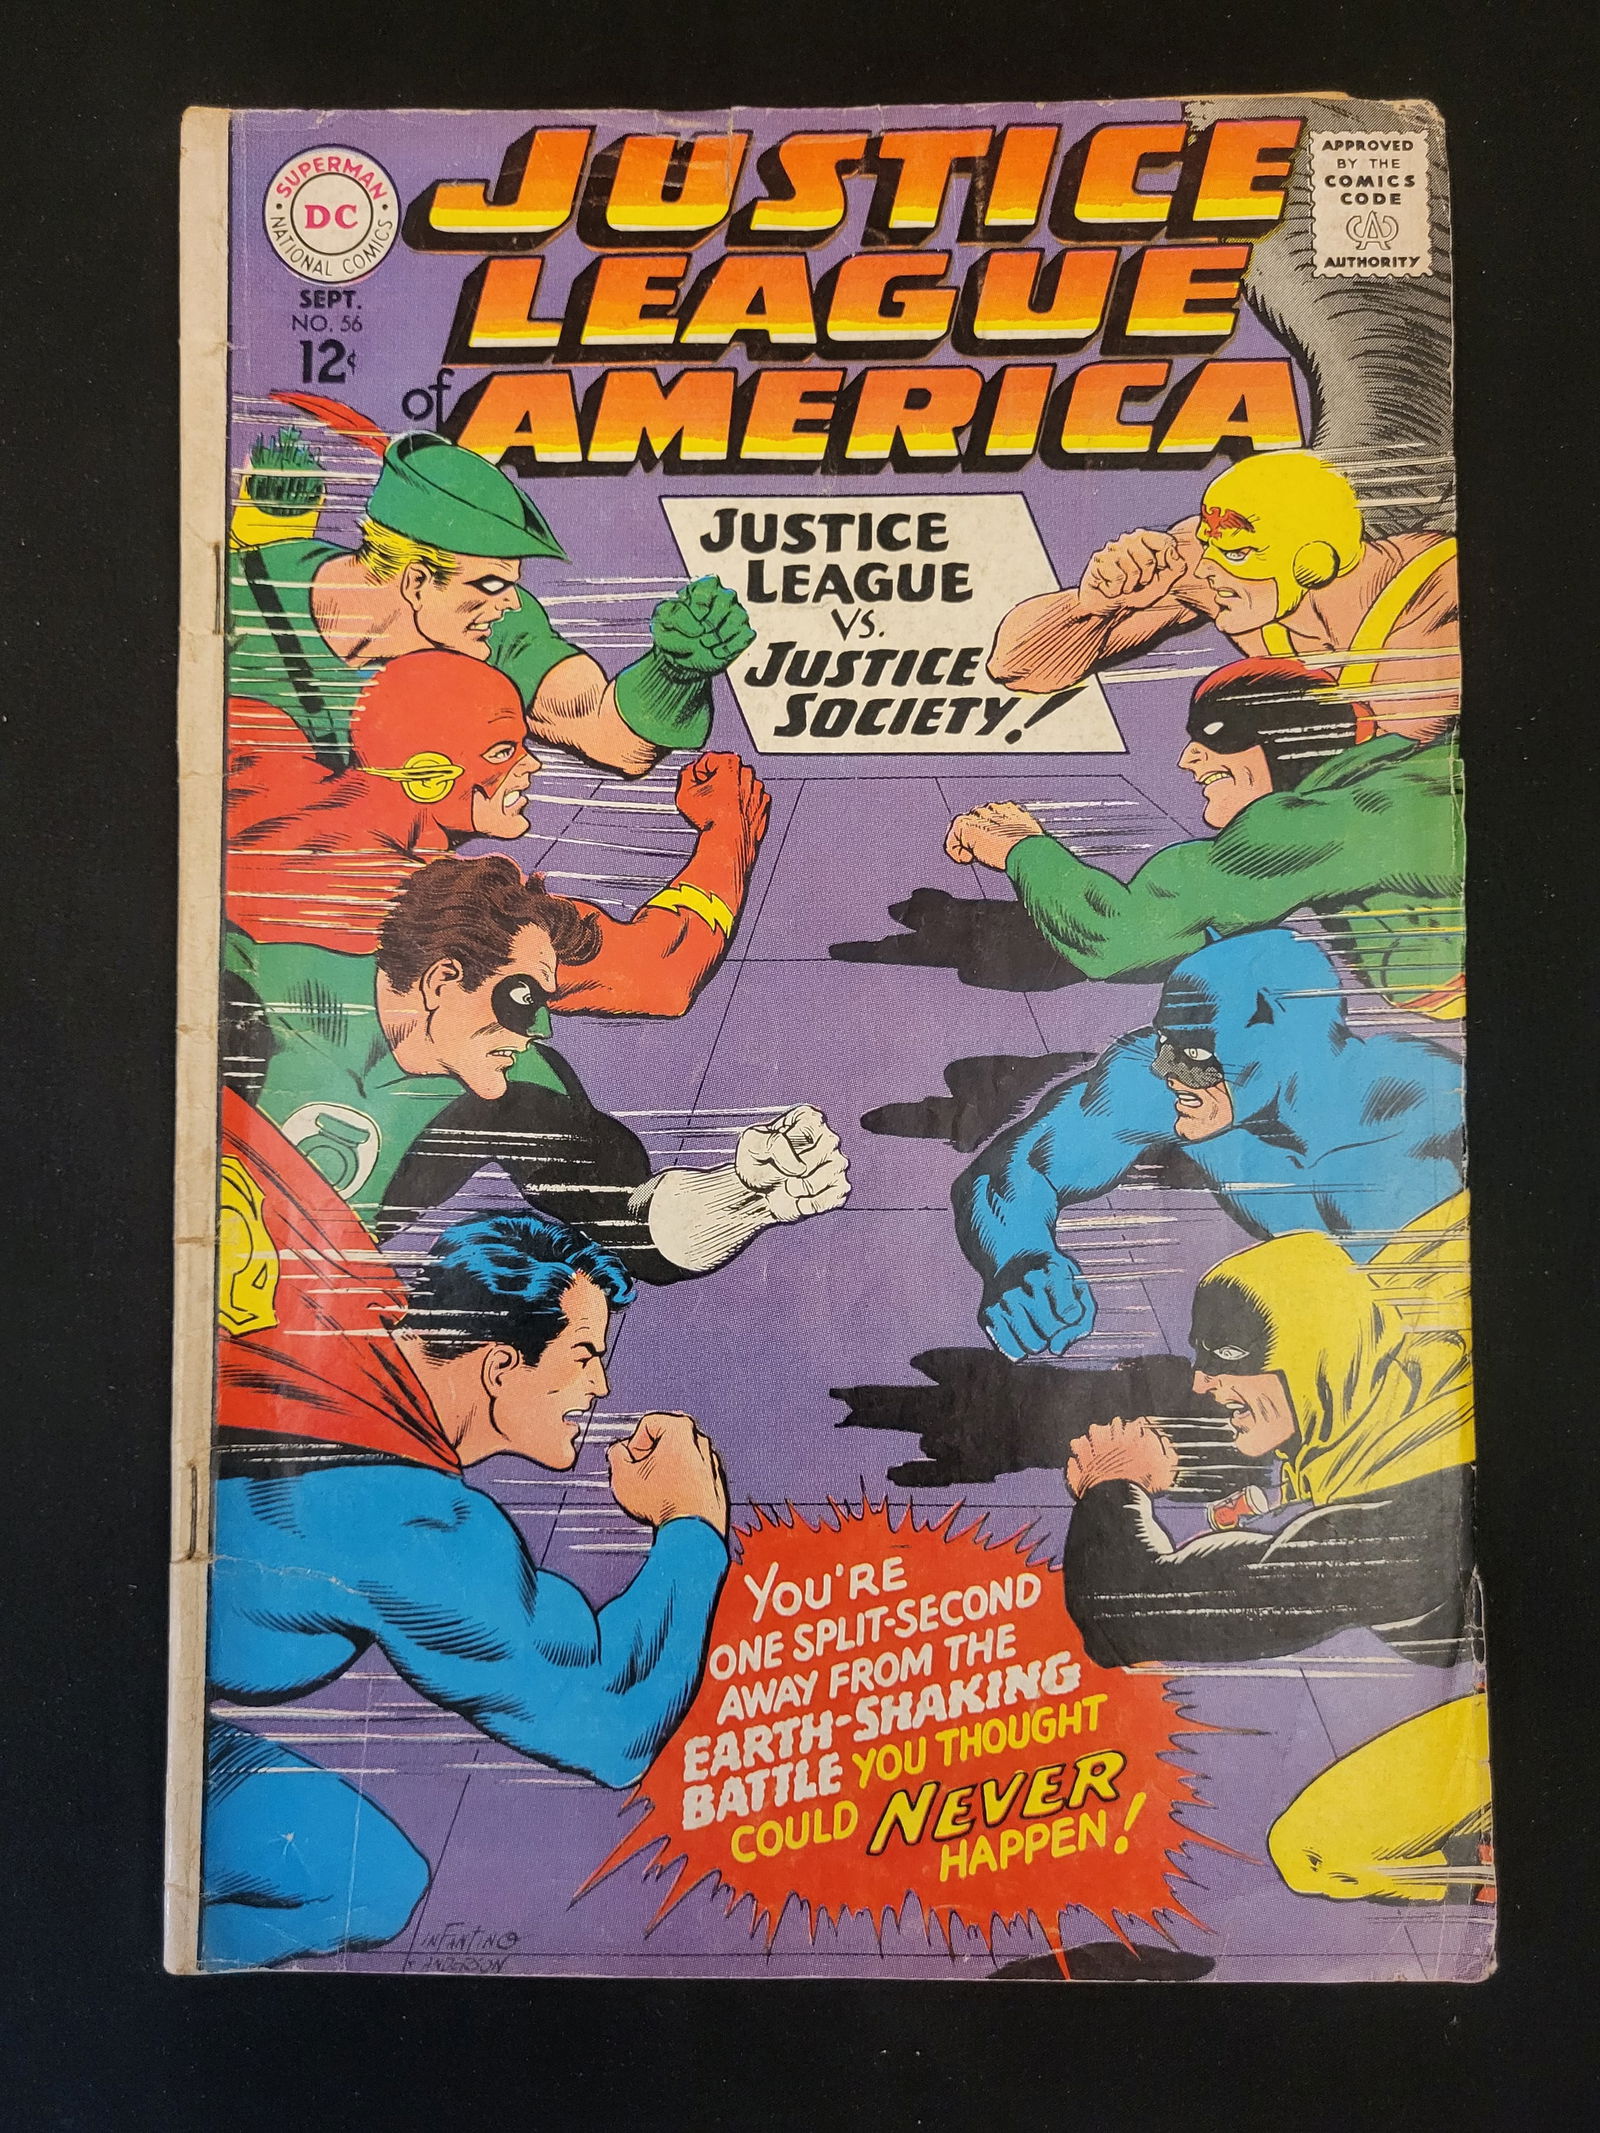 SUPERMAN
DC
NATIONAL COMICS
SEPT.
NO. 56
12¢
JUSTICE
LEAGUE
of AMERICA
APPROVED
BY THE
COMICS
CODE
CA
AUTHORITY
JUSTICE
LEAGUE
VS.
JUSTICE
SOCIETY!
YOU'RE
ONE SPLIT-SECOND
AWAY FROM THE
EARTH-SHAKING
BATTLE YOU THOUGHT
COULD NEVER
HAPPEN!
INFANTINO
ANDERSON